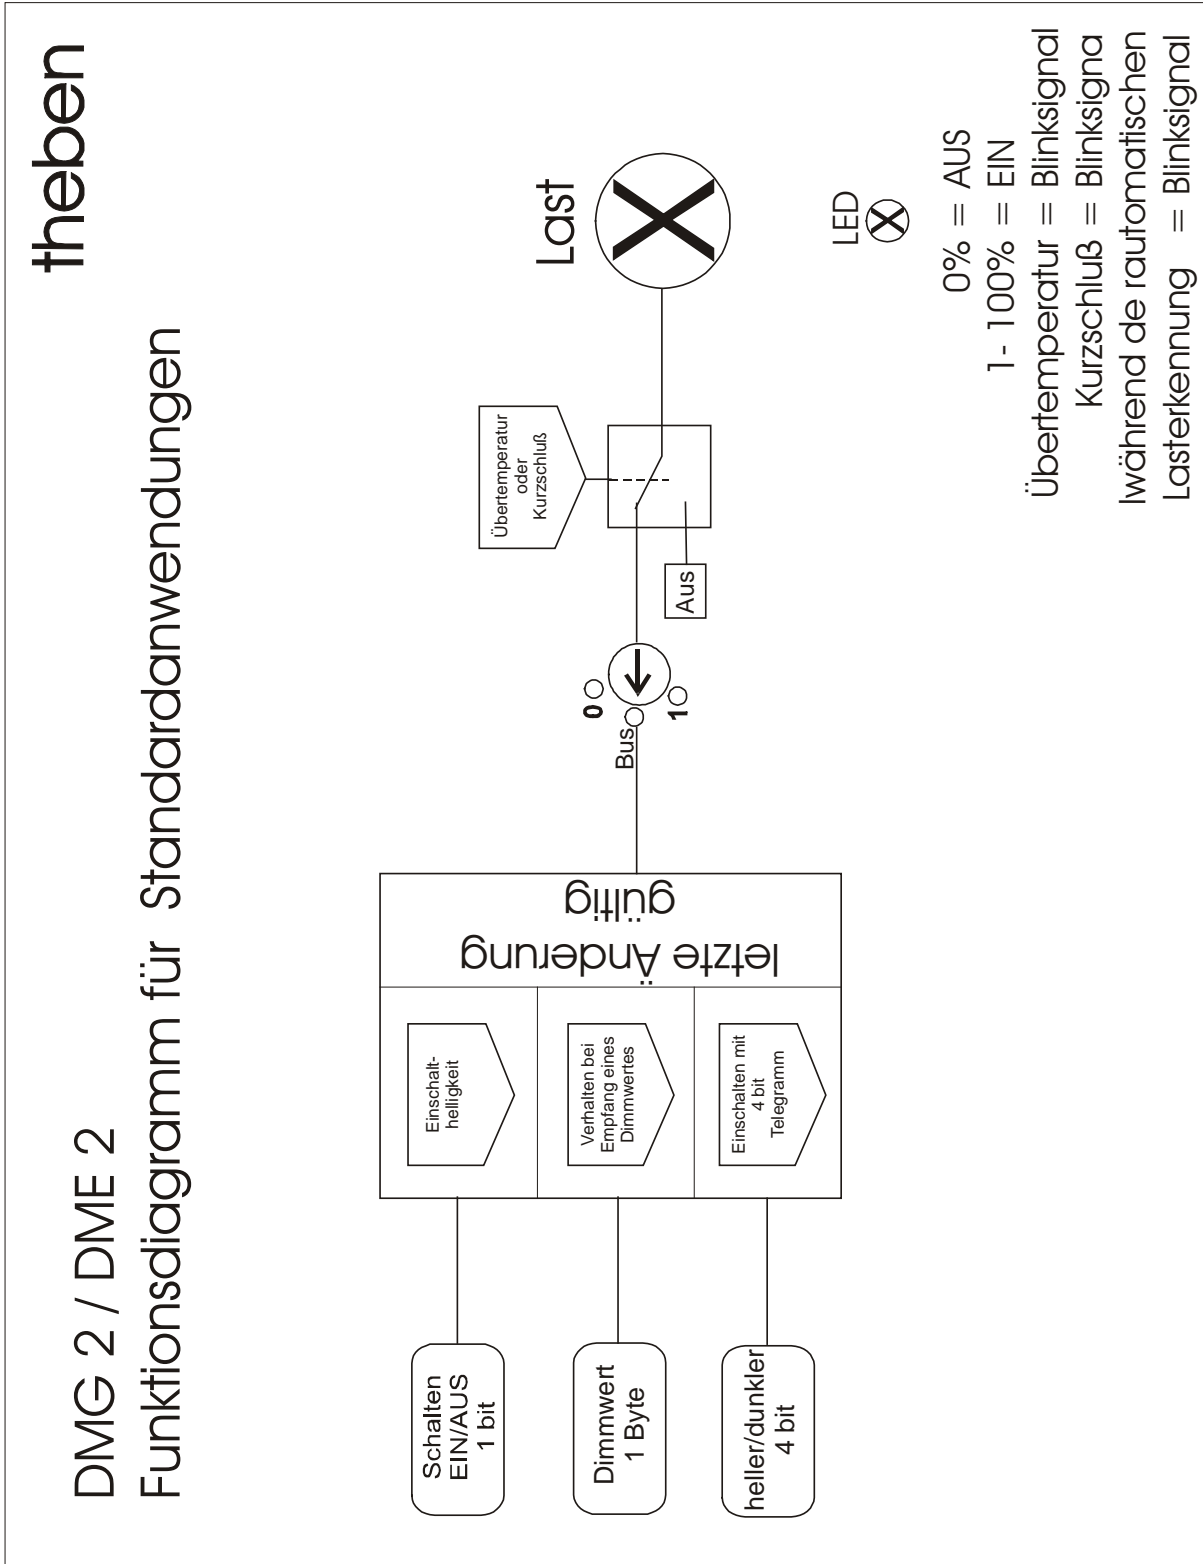 theben
DMG 2 / DME 2
Funktionsdiagramm für Standardanwendungen
Schalten
EIN/AUS
1 bit
Dimmwert
1 Byte
heller/dunkler
4 bit
Einschalt-
helligkeit
Verhalten bei
Empfang eines
Dimmwertes
Einschalten mit
4 bit
Telegramm
letzte Änderung
gültig
Bus
0
1
Übertemperatur
oder
Kurzschluß
Aus
Last
LED
0% = AUS
1- 100% = EIN
Übertemperatur = Blinksignal
Kurzschluß = Blinksigna
lwährend de rautomatischen
Lasterkennung = Blinksignal